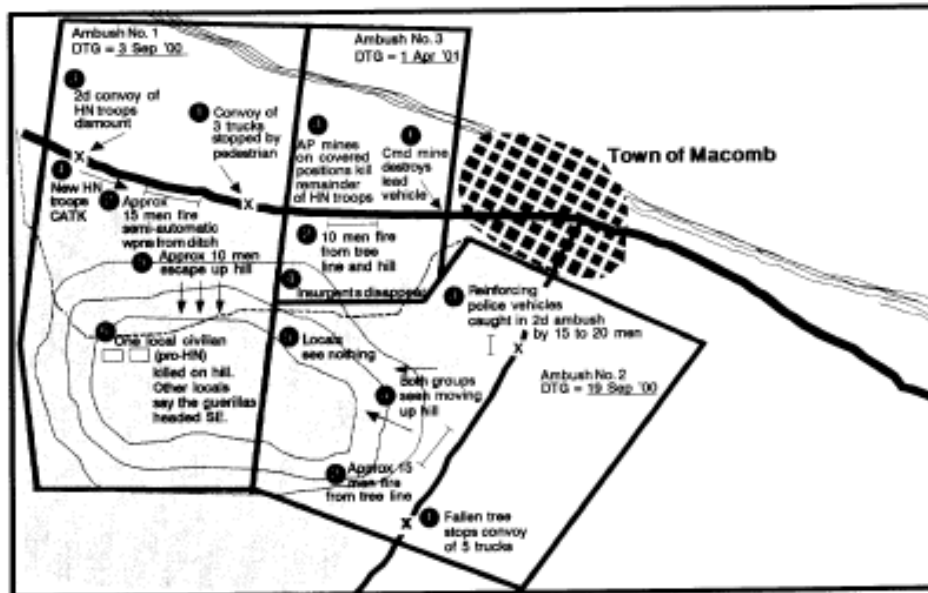 Ambush No. 1
DTG = 3 Sep '00
2d convoy of
HN troops
dismount
Convoy of
3 trucks
stopped by
pedestrian
New HN
troops
CATK
Approx
15 men fire
semi-automatic
wpns from ditch
Approx 10 men
escape up hill
One local civilian
(pro-HN)
killed on hill.
Other locals
say the guerillas
headed SE.
Ambush No. 3
DTG = 1 Apr '01
AP mines
on covered
positions kill
remainder
of HN troops
Cmd mine
destroys
lead
vehicle
10 men fire
from tree
line and hill
Insurgents disappear
Locals
see nothing
Town of Macomb
Reinforcing
police vehicles
caught in 2d ambush
by 15 to 20 men
Ambush No. 2
DTG = 19 Sep '00
Both groups
seen moving
up hill
Approx 15
men fire
from tree line
Fallen tree
stops convoy
of 5 trucks
X
X
X
X